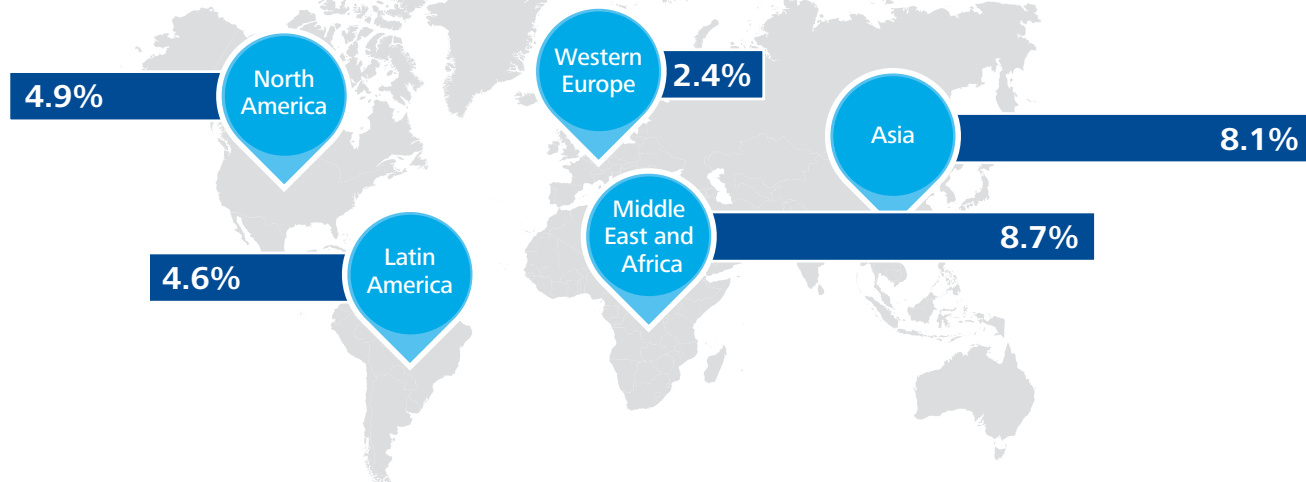 North
America
4.9%
Western
Europe
2.4%
Asia
8.1%
Middle
East and
Africa
8.7%
Latin
America
4.6%